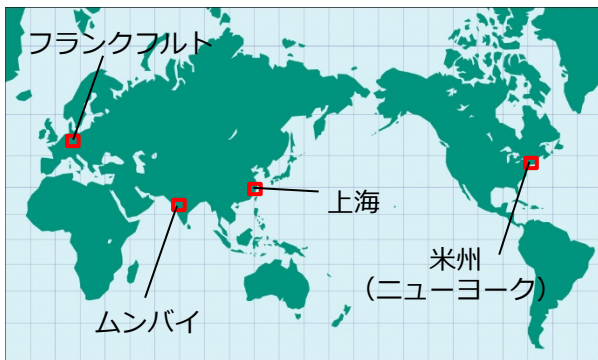 フランクフルト
上海
米州
（ニューヨーク）
ムンバイ